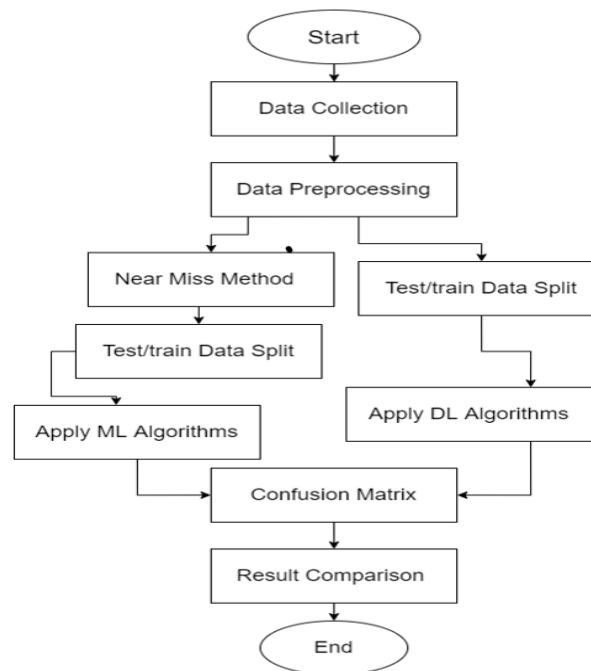 Start
Data Collection
Data Preprocessing
Near Miss Method
Test/train Data Split
Test/train Data Split
Apply ML Algorithms
Apply DL Algorithms
Confusion Matrix
Result Comparison
End